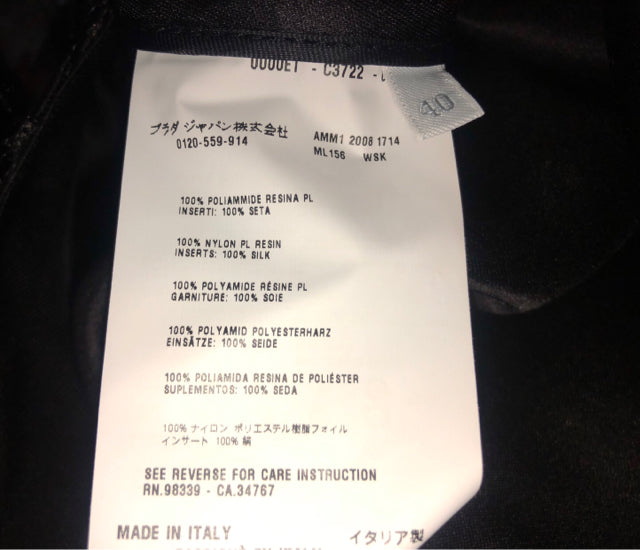 0000ET - C3722 -
40
プラダ ジャパン株式会社
0120-559-914
AMM1 2008 1714
ML156 WSK
100% POLIAMMIDE RESINA PL
INSERTI: 100% SETA
100% NYLON PL RESIN
INSERTS: 100% SILK
100% POLYAMIDE RÉSINE PL
GARNITURE: 100% SOIE
100% POLYAMID POLYESTERHARZ
EINSÄTZE: 100% SEIDE
100% POLIAMIDA RESINA DE POLIÉSTER
SUPLEMENTOS: 100% SEDA
100% ナイロン ポリエステル樹脂フォイル
インサート 100% 絹
SEE REVERSE FOR CARE INSTRUCTION
RN.98339 - CA.34767
MADE IN ITALY イタリア製